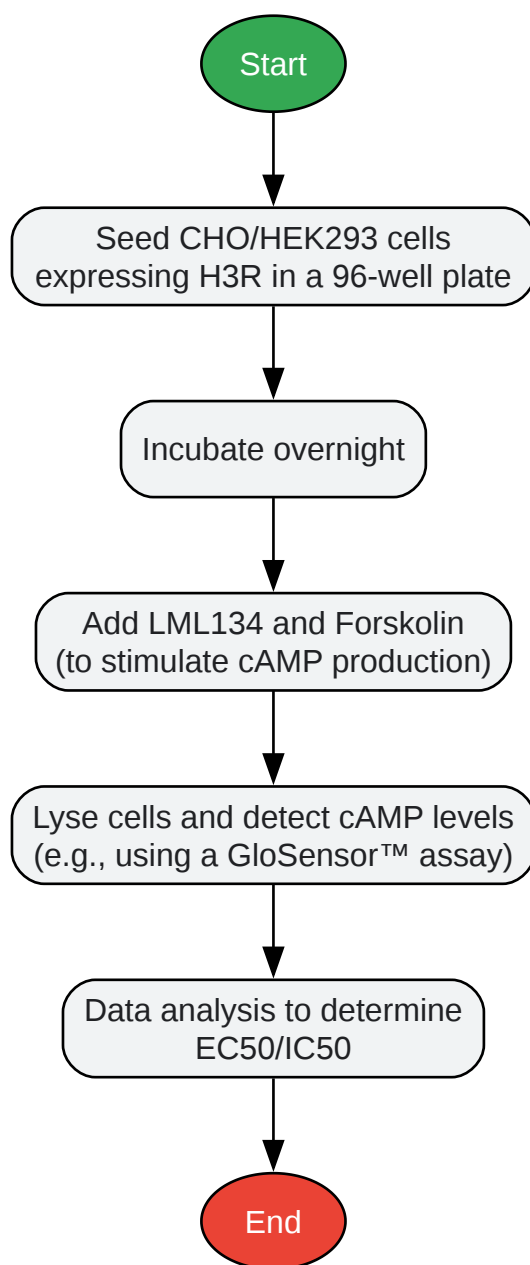 Start
Seed CHO/HEK293 cells
expressing H3R in a 96-well plate
Incubate overnight
Add LML134 and Forskolin
(to stimulate cAMP production)
Lyse cells and detect cAMP levels
(e.g., using a GloSensor™ assay)
Data analysis to determine
EC50/IC50
End